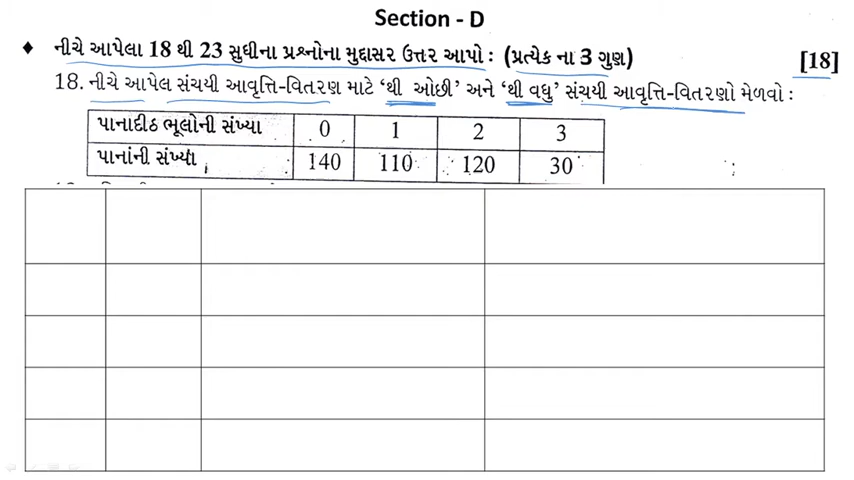 Section - D
♦ નીચે આપેલા 18 થી 23 સુધીના પ્રશ્નોના મુદ્દાસર ઉત્તર આપો : (પ્રત્યેક ના 3 ગુણ) [18]
18. નીચે આપેલ સંચયી આવૃત્તિ-વિતરણ માટે ‘થી ઓછી’ અને ‘થી વધુ’ સંચયી આવૃત્તિ-વિતરણો મેળવો :
પાનાદીઠ ભૂલોની સંખ્યા 0 1 2 3
પાનાંની સંખ્યા 140 110 120 30